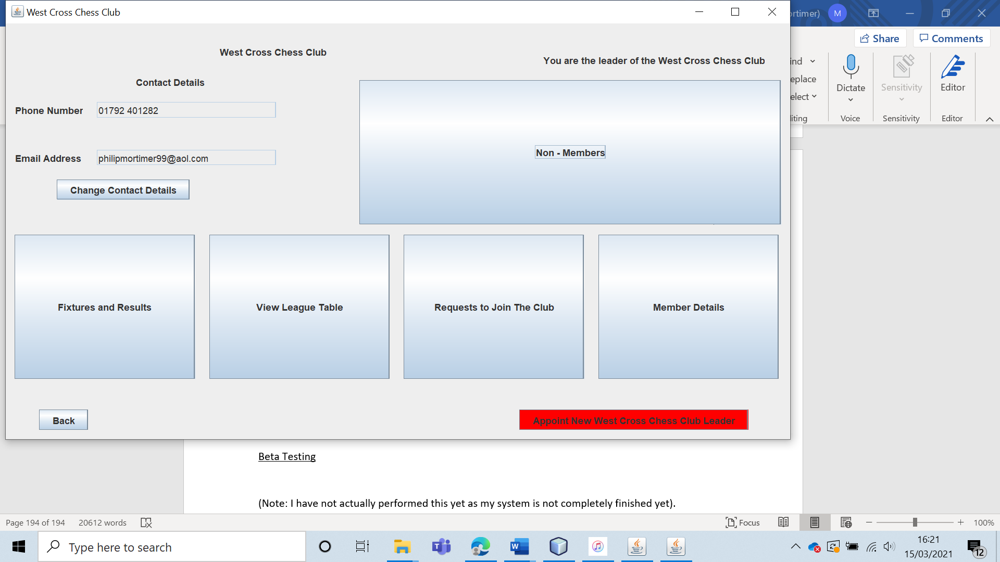 West Cross Chess Club
West Cross Chess Club
You are the leader of the West Cross Chess Club
Contact Details
Phone Number
01792 401282
Email Address
philipmortimer99@aol.com
Change Contact Details
Non - Members
Fixtures and Results
View League Table
Requests to Join The Club
Member Details
Back
Appoint New West Cross Chess Club Leader
ortimer)
M
Share
Comments
ind
eplace
elect
iting
Dictate
Voice
Sensitivity
Sensitivity
Editor
Editor
Beta Testing
(Note: I have not actually performed this yet as my system is not completely finished yet).
Page 194 of 194
20612 words
Focus
100%
Type here to search
T
W
16:21
15/03/2021
12